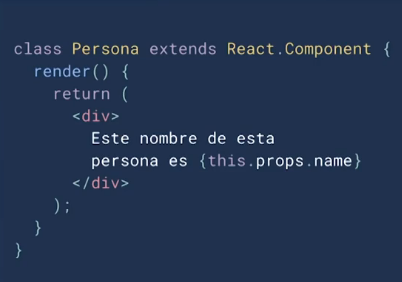 class Persona extends React.Component {
  render() {
    return (
      <div>
        Este nombre de esta
        persona es {this.props.name}
      </div>
    );
  }
}